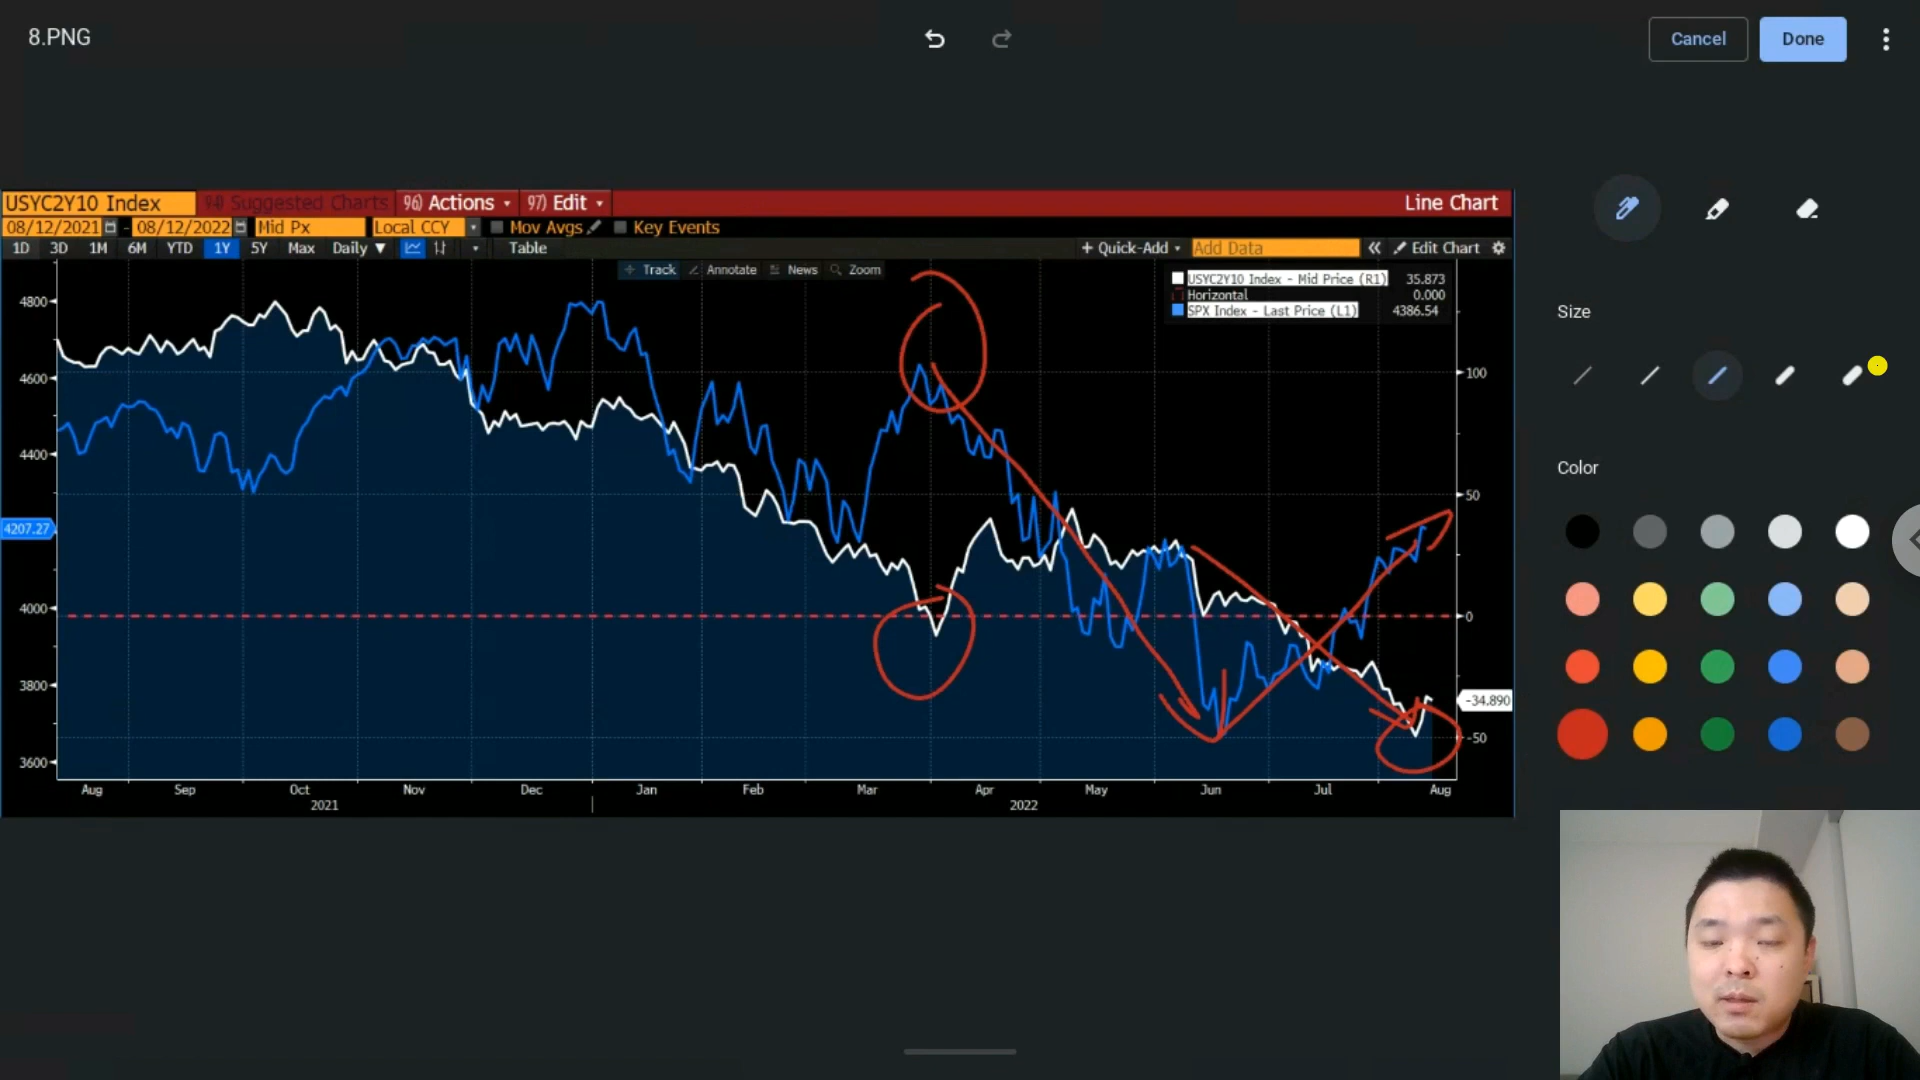 8.PNG
Cancel
Done
USYC2Y10 Index
94) Suggested Charts
96) Actions
97) Edit
Line Chart
08/12/2021 - 08/12/2022
Mid Px
Local CCY
Mov Avgs
Key Events
1D 3D 1M 6M YTD 1Y 5Y Max Daily ▼
Table
+ Quick-Add
Add Data
« Edit Chart
Track
Annotate
News
Zoom
USYC2Y10 Index - Mid Price (R1) 35.873
Horizontal 0.000
SPX Index - Last Price (L1) 4386.54
4800
4600
4400
4207.27
4000
3800
3600
100
50
0
-34.890
-50
Aug Sep Oct Nov Dec Jan Feb Mar Apr May Jun Jul Aug
2021 2022
Size
Color